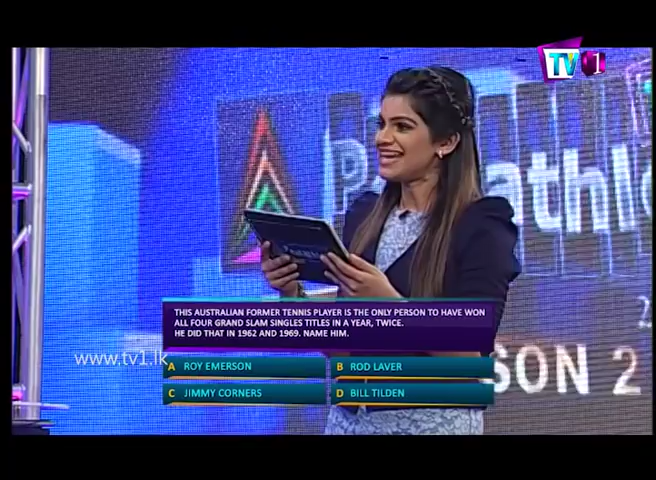 TV1
Pentathlon
SEASON 2
THIS AUSTRALIAN FORMER TENNIS PLAYER IS THE ONLY PERSON TO HAVE WON
ALL FOUR GRAND SLAM SINGLES TITLES IN A YEAR, TWICE.
HE DID THAT IN 1962 AND 1969. NAME HIM.
www.tv1.lk
A ROY EMERSON
B ROD LAVER
C JIMMY CORNERS
D BILL TILDEN